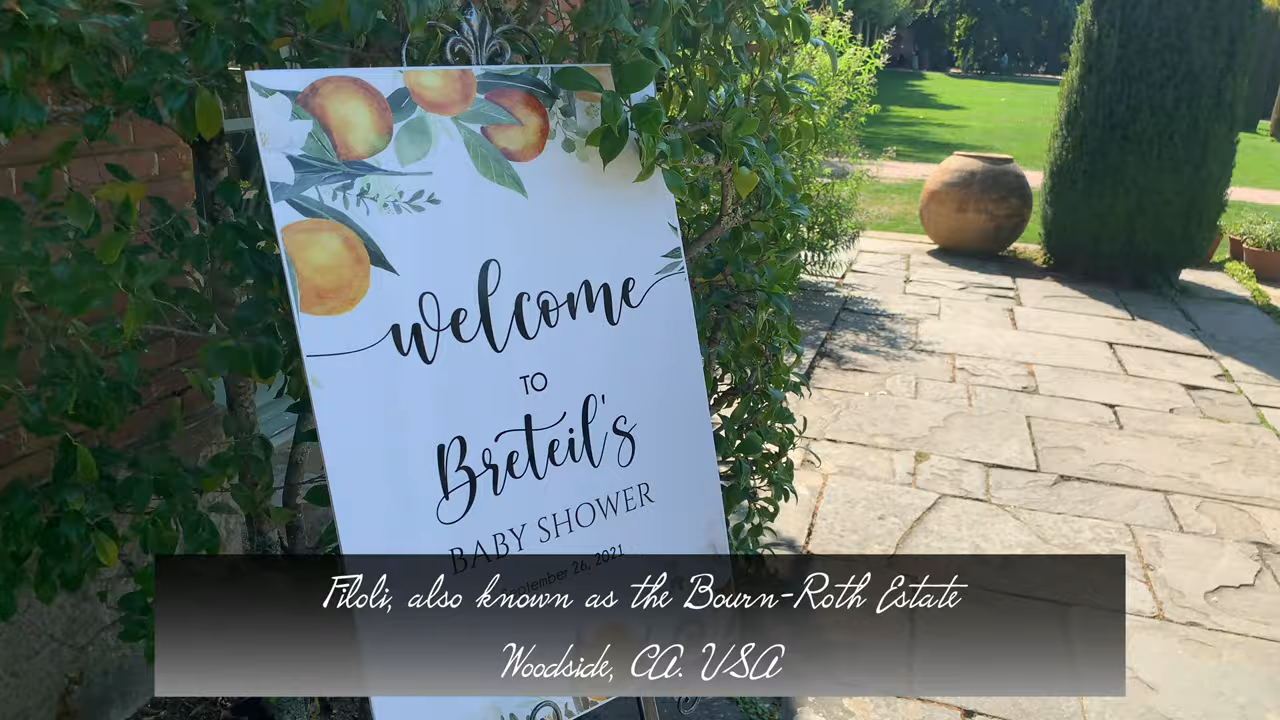 welcome
TO
Breteil's
BABY SHOWER
September 26, 2021
Filoli, also known as the Bourn-Roth Estate
Woodside, CA. USA